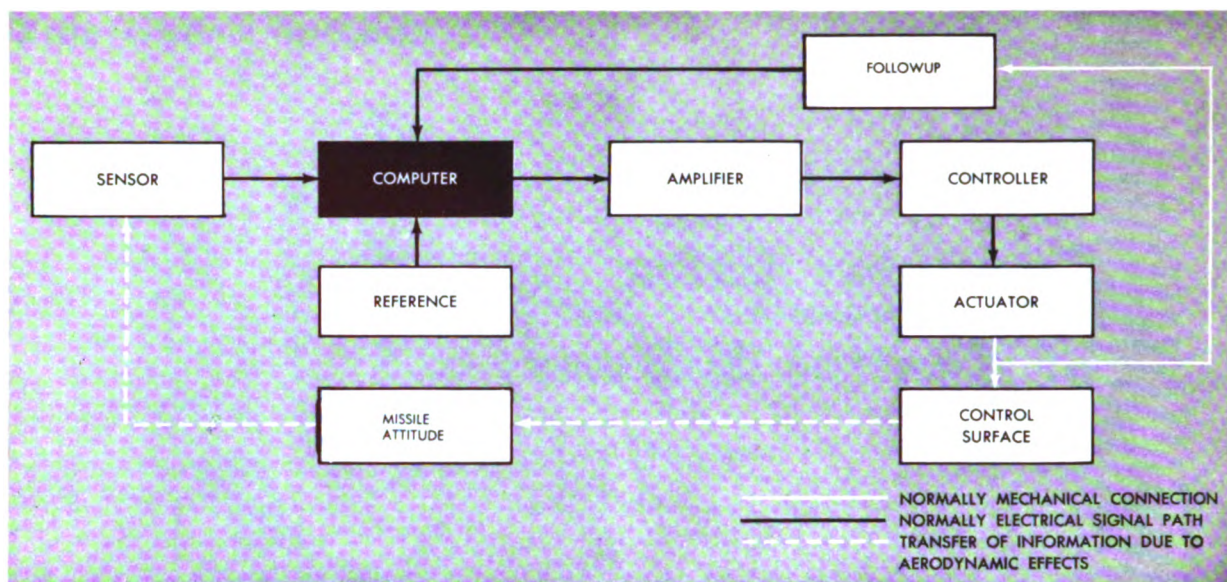 FOLLOWUP
SENSOR
COMPUTER
AMPLIFIER
CONTROLLER
REFERENCE
ACTUATOR
MISSILE
ATTITUDE
CONTROL
SURFACE
NORMALLY MECHANICAL CONNECTION
NORMALLY ELECTRICAL SIGNAL PATH
TRANSFER OF INFORMATION DUE TO
AERODYNAMIC EFFECTS